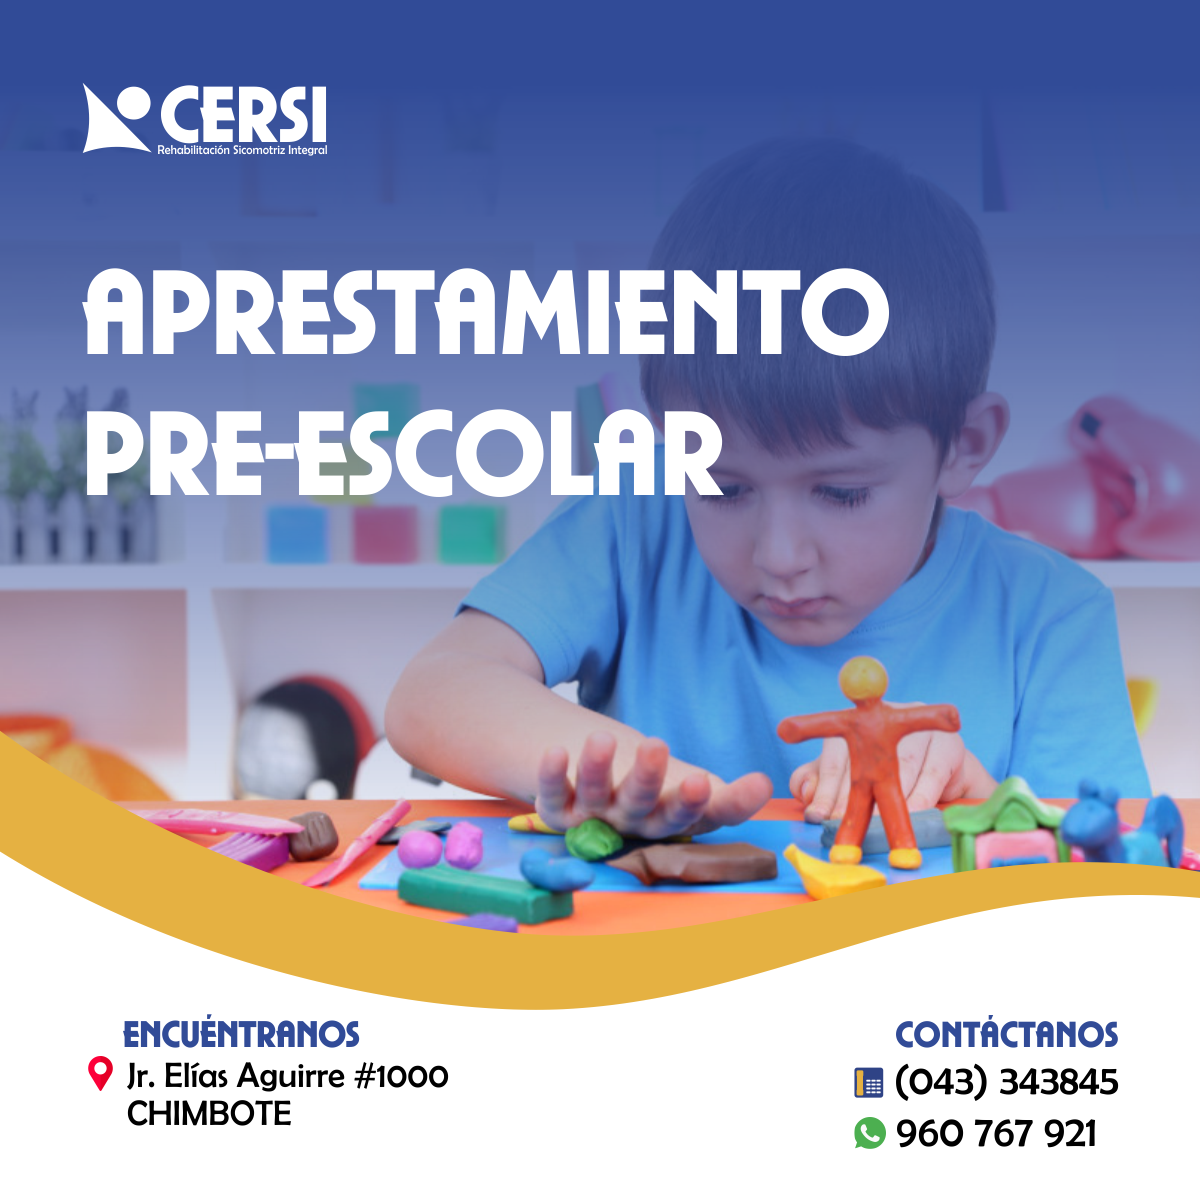 CERSI
Rehabilitación Sicomotriz Integral
APRESTAMIENTO
PRE-ESCOLAR
ENCUÉNTRANOS
Jr. Elías Aguirre #1000
CHIMBOTE
CONTÁCTANOS
(043) 343845
960 767 921